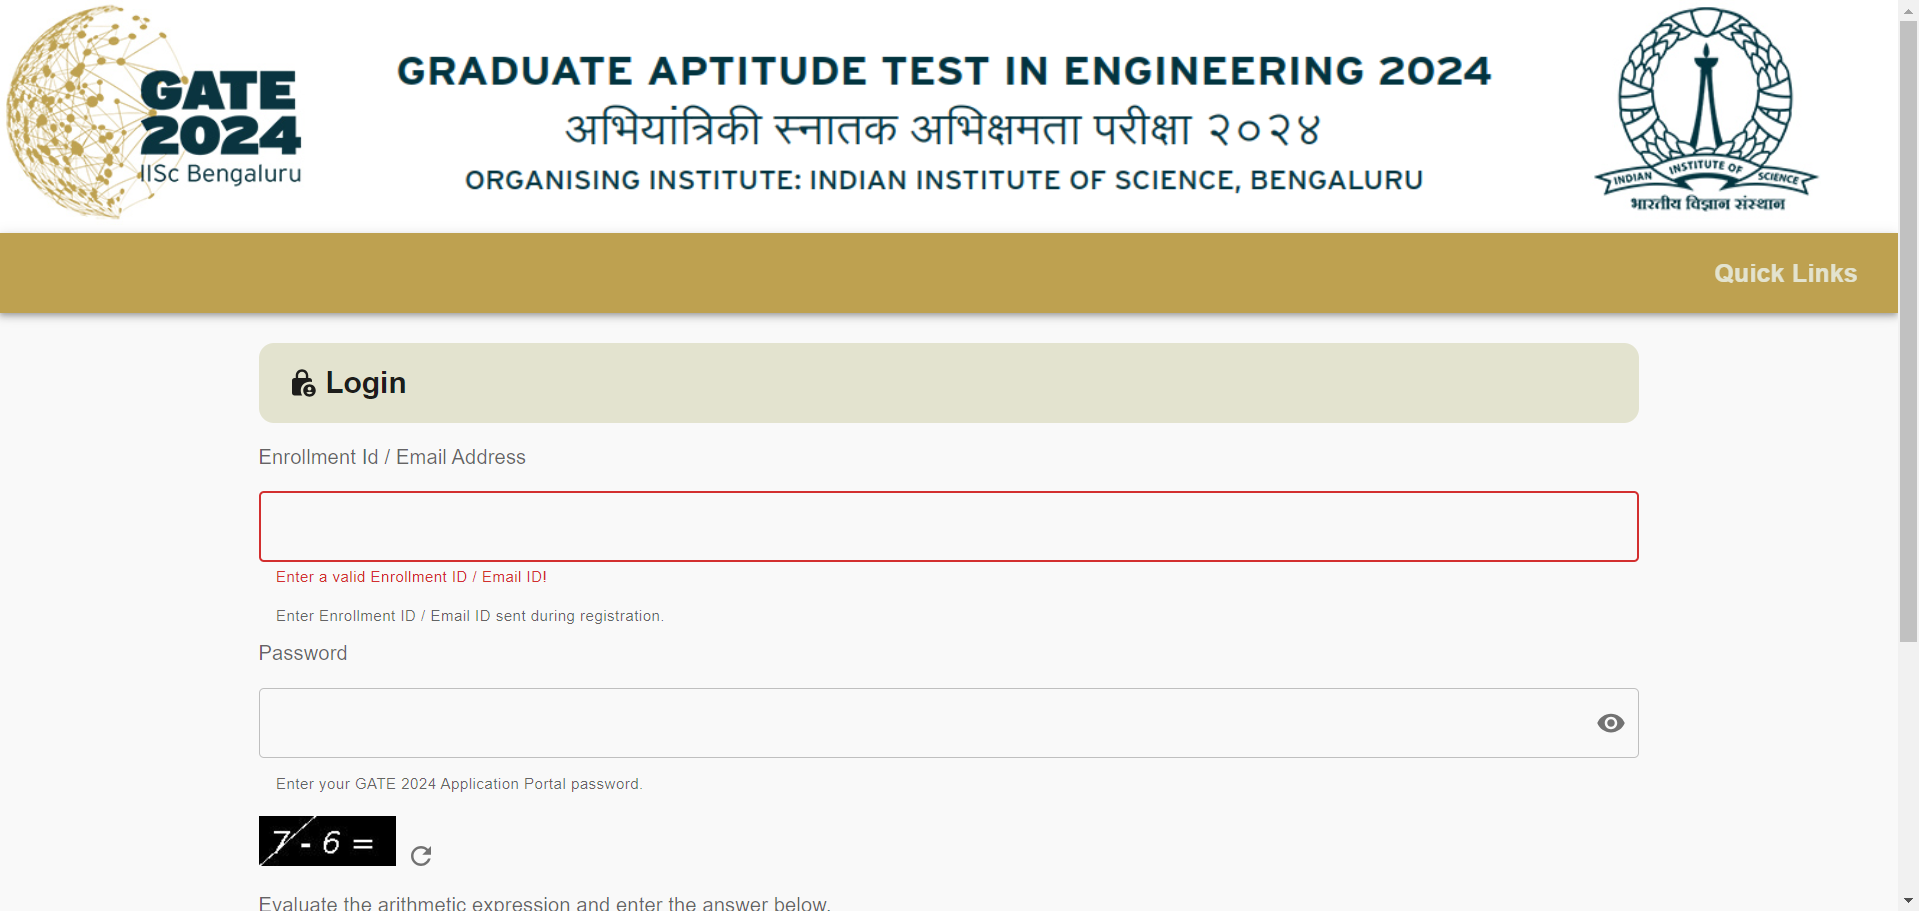 GATE
2024
IISc Bengaluru
GRADUATE APTITUDE TEST IN ENGINEERING 2024
अभियांत्रिकी स्नातक अभिक्षमता परीक्षा २०२४
ORGANISING INSTITUTE: INDIAN INSTITUTE OF SCIENCE, BENGALURU
INDIAN INSTITUTE OF SCIENCE
भारतीय विज्ञान संस्थान
Quick Links
Login
Enrollment Id / Email Address
Enter a valid Enrollment ID / Email ID!
Enter Enrollment ID / Email ID sent during registration.
Password
Enter your GATE 2024 Application Portal password.
7 - 6 =
Evaluate the arithmetic expression and enter the answer below.